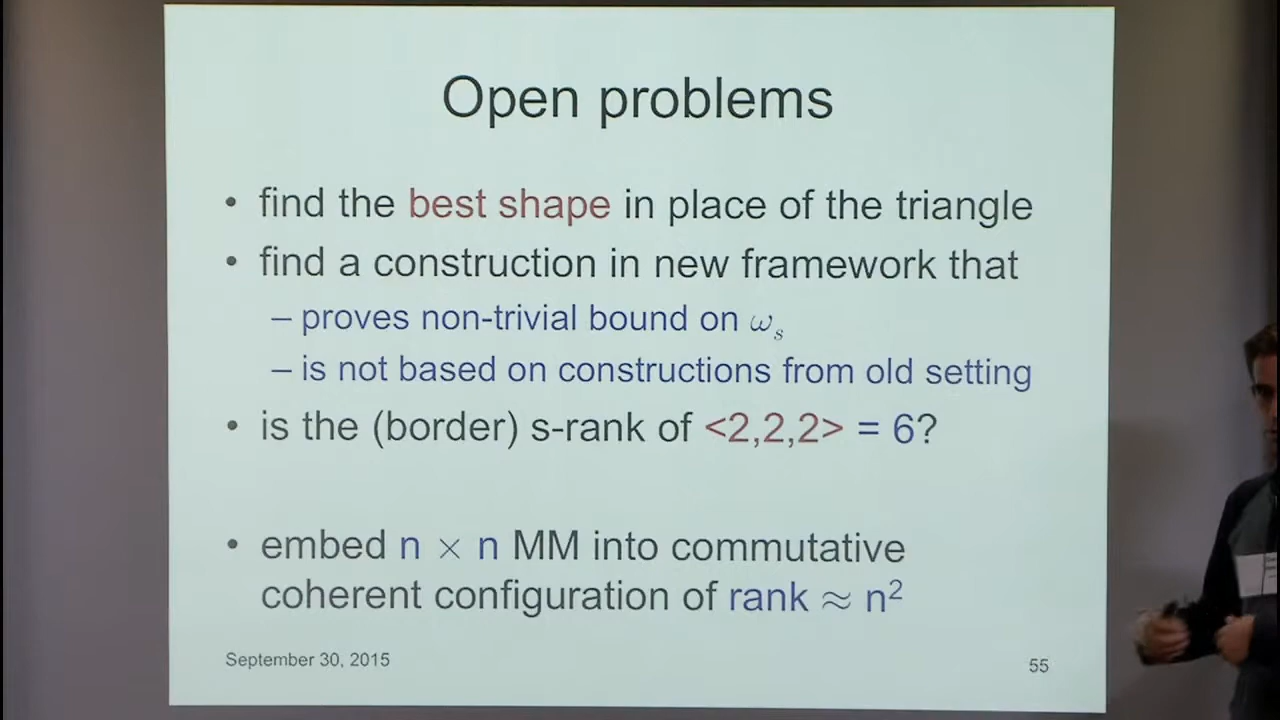 Open problems
• find the best shape in place of the triangle
• find a construction in new framework that
– proves non-trivial bound on ωₛ
– is not based on constructions from old setting
• is the (border) s-rank of <2,2,2> = 6?
• embed n × n MM into commutative
coherent configuration of rank ≈ n²
September 30, 2015
55